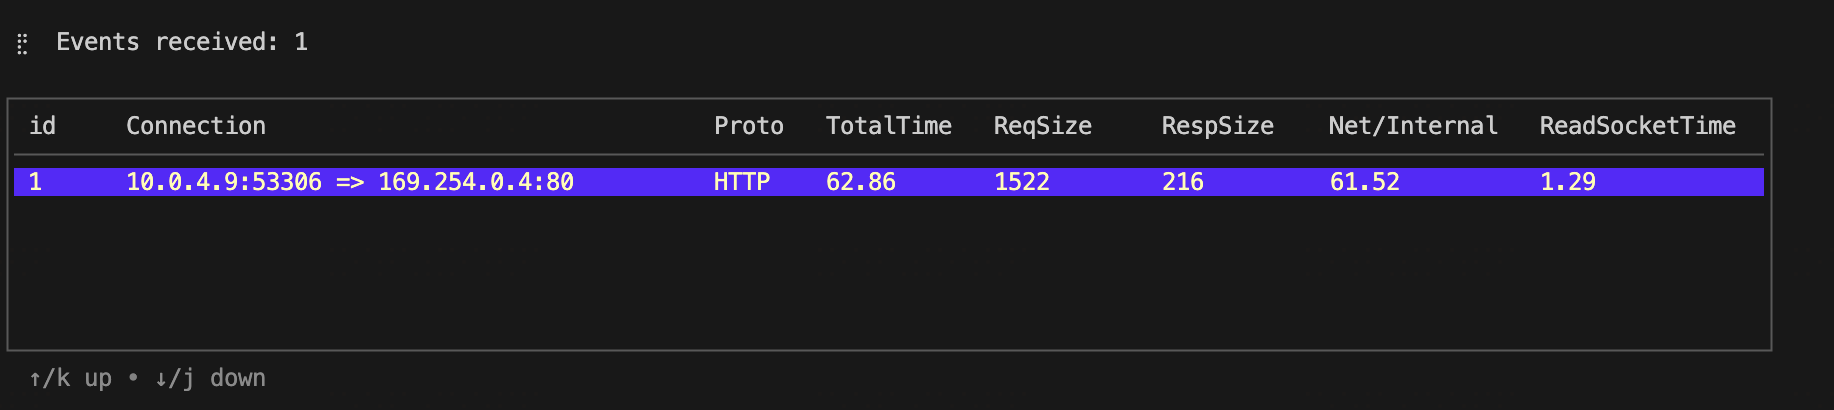 ⣽ Events received: 1
id Connection Proto TotalTime ReqSize RespSize Net/Internal ReadSocketTime
1 10.0.4.9:53306 => 169.254.0.4:80 HTTP 62.86 1522 216 61.52 1.29
↑/k up • ↓/j down